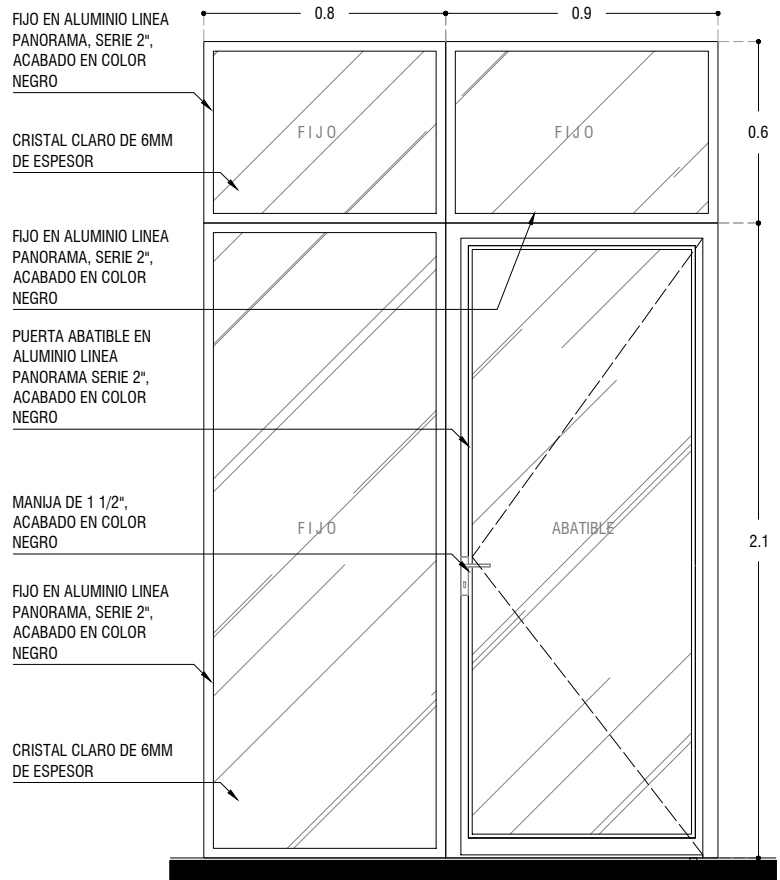 0.8
0.9
FIJO EN ALUMINIO LINEA
PANORAMA, SERIE 2",
ACABADO EN COLOR
NEGRO
CRISTAL CLARO DE 6MM
DE ESPESOR
FIJO
FIJO
0.6
FIJO EN ALUMINIO LINEA
PANORAMA, SERIE 2",
ACABADO EN COLOR
NEGRO
PUERTA ABATIBLE EN
ALUMINIO LINEA
PANORAMA SERIE 2",
ACABADO EN COLOR
NEGRO
MANIJA DE 1 1/2",
ACABADO EN COLOR
NEGRO
FIJO
ABATIBLE
2.1
FIJO EN ALUMINIO LINEA
PANORAMA, SERIE 2",
ACABADO EN COLOR
NEGRO
CRISTAL CLARO DE 6MM
DE ESPESOR